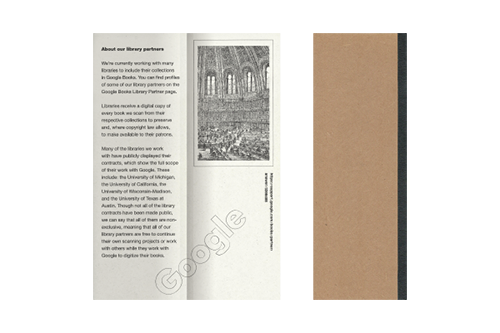 About our library partners
We're currently working with many
libraries to include their collections
in Google Books. You can find profiles
of some of our library partners on the
Google Books Library Partner page.
Libraries receive a digital copy of
every book we scan from their
respective collections to preserve
and, where copyright law allows,
to make available to their patrons.
Many of the libraries we work
with have publicly displayed their
contracts, which show the full scope
of their work with Google. These
include: the University of Michigan,
the University of California, the
University of Wisconsin-Madison,
and the University of Texas at
Austin. Though not all of the library
contracts have been made public,
we can say that all of them are non-
exclusive, meaning that all of our
library partners are free to continue
their own scanning projects or work
with others while they work with
Google to digitize their books.
Google